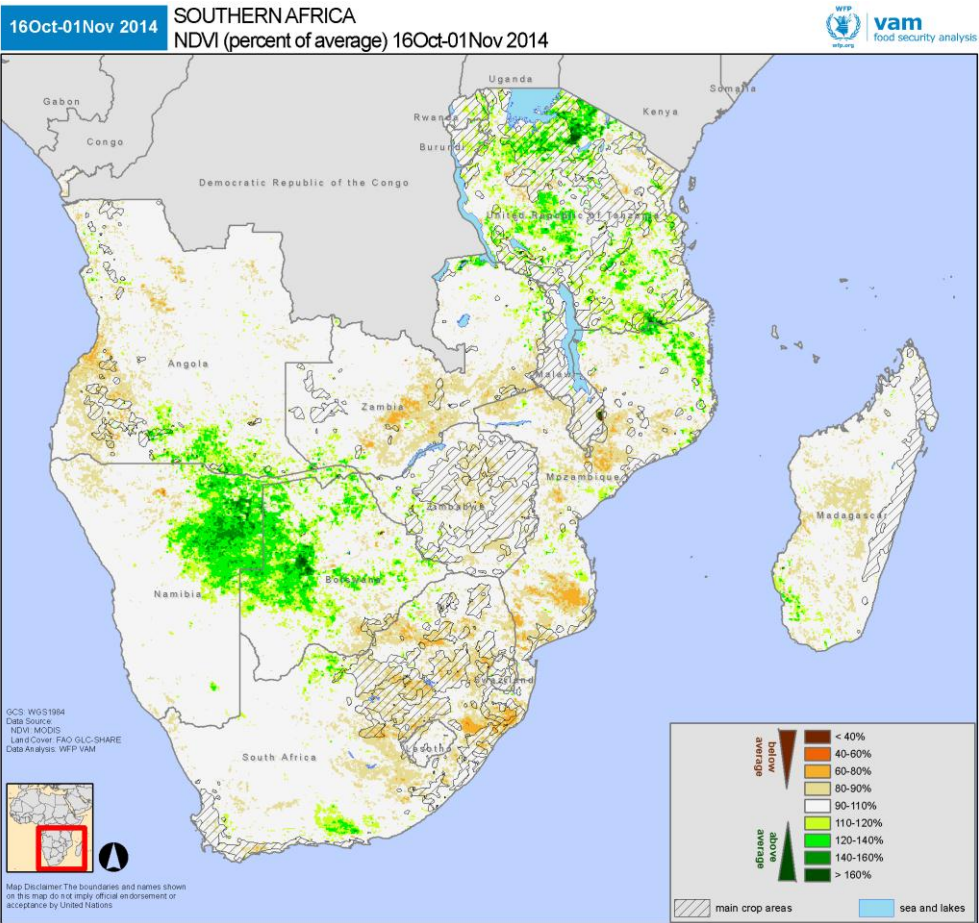 16Oct-01Nov 2014
SOUTHERN AFRICA
NDVI (percent of average) 16Oct-01Nov 2014
WFP
wfp.org
vam
food security analysis
Gabon
Congo
Uganda
Somalia
Kenya
Rwanda
Burundi
Democratic Republic of the Congo
United Republic of Tanzania
Angola
Zambia
Malawi
Mozambique
Zimbabwe
Madagascar
Namibia
Botswana
Swaziland
Lesotho
South Africa
GCS: WGS1984
Data Source:
NDVI: MODIS
Land Cover: FAO GLC-SHARE
Data Analysis: WFP VAM
Map Disclaimer The boundaries and names shown
on this map do not imply official endorsement or
acceptance by United Nations
below
average
above
average
< 40%
40-60%
60-80%
80-90%
90-110%
110-120%
120-140%
140-160%
> 160%
main crop areas
sea and lakes